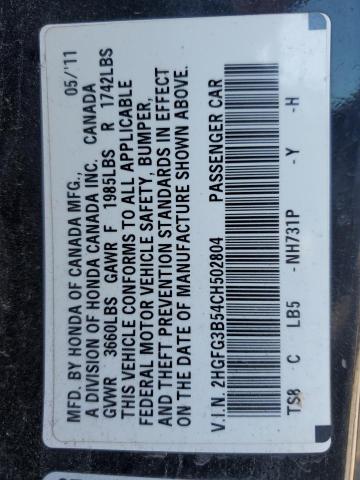 MFD. BY HONDA OF CANADA MFG., 05/'11
A DIVISION OF HONDA CANADA INC. CANADA
GVWR 3660LBS GAWR F 1985LBS R 1742LBS
THIS VEHICLE CONFORMS TO ALL APPLICABLE
FEDERAL MOTOR VEHICLE SAFETY, BUMPER,
AND THEFT PREVENTION STANDARDS IN EFFECT
ON THE DATE OF MANUFACTURE SHOWN ABOVE.
V.I.N. 2HGFG3B54CH502804 PASSENGER CAR
TS8 C LB5 -NH731P -Y -H